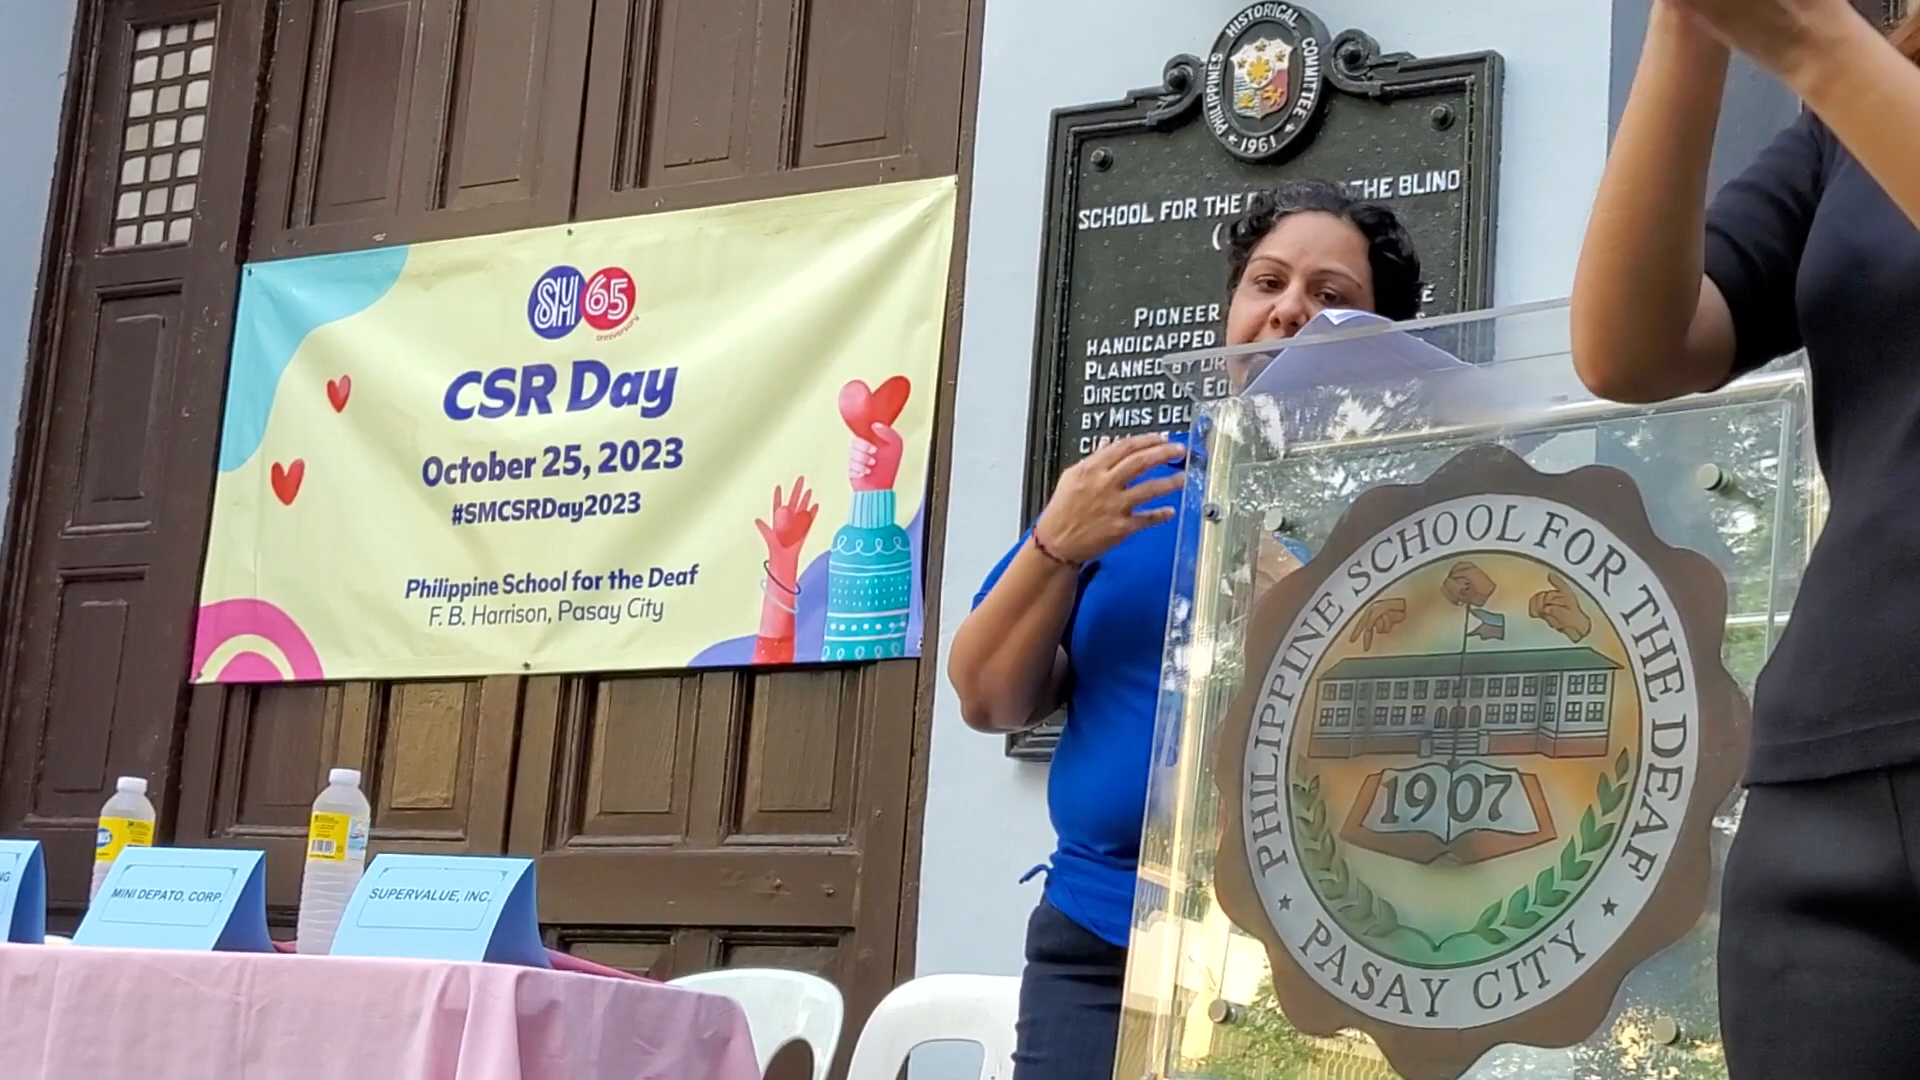 SM 65
anniversary
CSR Day
October 25, 2023
#SMCSRDay2023
Philippine School for the Deaf
F. B. Harrison, Pasay City
PHILIPPINES HISTORICAL COMMITTEE
1961
SCHOOL FOR THE THE BLIND
PIONEER
HANDICAPPED
PLANNED BY DR
DIRECTOR OF
BY MISS
PHILIPPINE SCHOOL FOR THE DEAF
1907
PASAY CITY
MINI DEPATO, CORP.
SUPERVALUE, INC.